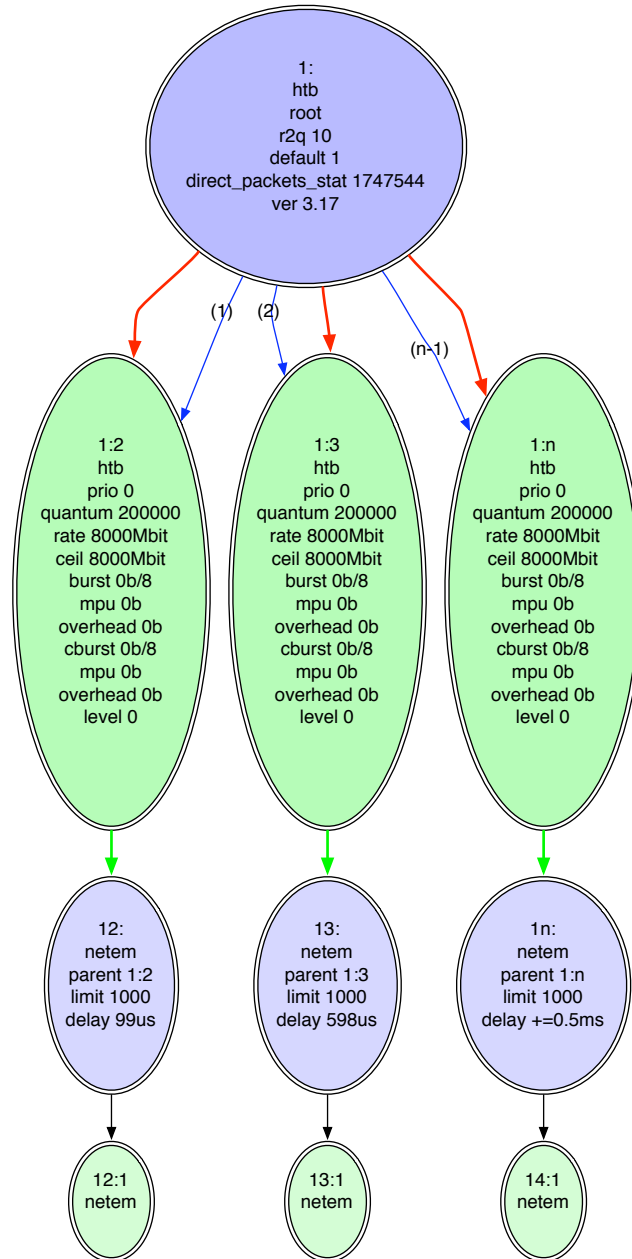 1:
htb
root
r2q 10
default 1
direct_packets_stat 1747544
ver 3.17
(1)
(2)
(n-1)
1:2
htb
prio 0
quantum 200000
rate 8000Mbit
ceil 8000Mbit
burst 0b/8
mpu 0b
overhead 0b
cburst 0b/8
mpu 0b
overhead 0b
level 0
1:3
htb
prio 0
quantum 200000
rate 8000Mbit
ceil 8000Mbit
burst 0b/8
mpu 0b
overhead 0b
cburst 0b/8
mpu 0b
overhead 0b
level 0
1:n
htb
prio 0
quantum 200000
rate 8000Mbit
ceil 8000Mbit
burst 0b/8
mpu 0b
overhead 0b
cburst 0b/8
mpu 0b
overhead 0b
level 0
12:
netem
parent 1:2
limit 1000
delay 99us
13:
netem
parent 1:3
limit 1000
delay 598us
1n:
netem
parent 1:n
limit 1000
delay +=0.5ms
12:1
netem
13:1
netem
14:1
netem